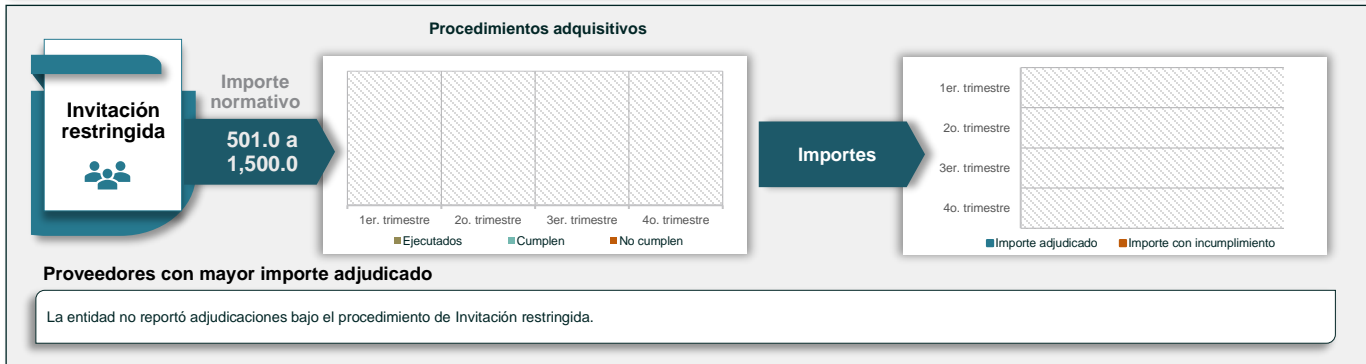 Procedimientos adquisitivos
Invitación
restringida
Importe
normativo
501.0 a
1,500.0
1er. trimestre
2o. trimestre
3er. trimestre
4o. trimestre
Ejecutados
Cumplen
No cumplen
Importes
1er. trimestre
2o. trimestre
3er. trimestre
4o. trimestre
Importe adjudicado
Importe con incumplimiento
Proveedores con mayor importe adjudicado
La entidad no reportó adjudicaciones bajo el procedimiento de Invitación restringida.